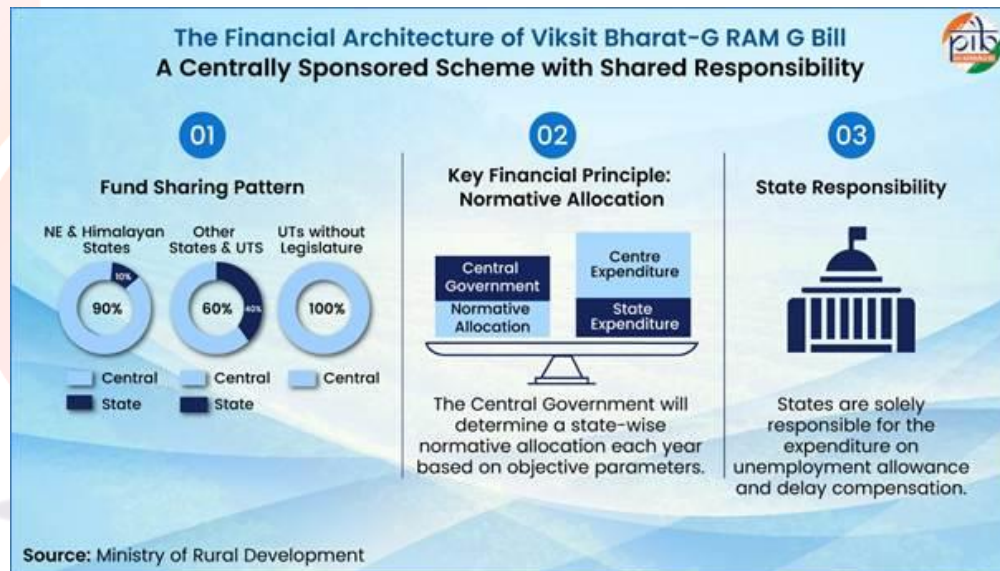 The Financial Architecture of Viksit Bharat-G RAM G Bill
A Centrally Sponsored Scheme with Shared Responsibility
pib
01
Fund Sharing Pattern
NE & Himalayan
States
10%
90%
Central
State
Other
States & UTS
60%
40%
Central
State
UTs without
Legislature
100%
Central
02
Key Financial Principle:
Normative Allocation
Central
Government
Normative
Allocation
Centre
Expenditure
State
Expenditure
The Central Government will
determine a state-wise
normative allocation each year
based on objective parameters.
03
State Responsibility
States are solely
responsible for the
expenditure on
unemployment allowance
and delay compensation.
Source: Ministry of Rural Development